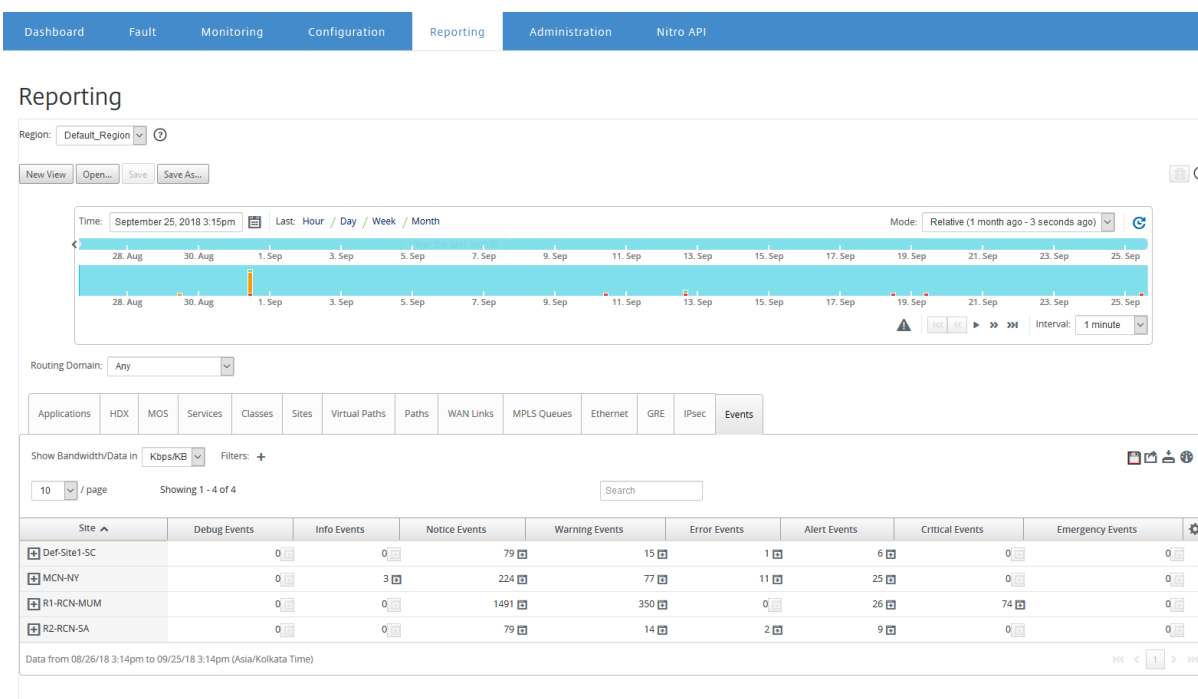 Dashboard Fault Monitoring Configuration Reporting Administration Nitro API
Reporting
Region: Default_Region ?
New View Open... Save Save As...
Time: September 25, 2018 3:15pm Last: Hour / Day / Week / Month Mode: Relative (1 month ago - 3 seconds ago)
View the last month
28. Aug 30. Aug 1. Sep 3. Sep 5. Sep 7. Sep 9. Sep 11. Sep 13. Sep 15. Sep 17. Sep 19. Sep 21. Sep 23. Sep 25. Sep
28. Aug 30. Aug 1. Sep 3. Sep 5. Sep 7. Sep 9. Sep 11. Sep 13. Sep 15. Sep 17. Sep 19. Sep 21. Sep 23. Sep 25. Sep
Interval: 1 minute
Routing Domain: Any
Applications HDX MOS Services Classes Sites Virtual Paths Paths WAN Links MPLS Queues Ethernet GRE IPsec Events
Show Bandwidth/Data in Kbps/KB Filters: +
10 / page Showing 1 - 4 of 4 Search
Site Debug Events Info Events Notice Events Warning Events Error Events Alert Events Critical Events Emergency Events
Def-Site1-SC 0 0 79 15 1 6 0 0
MCN-NY 0 3 224 77 11 25 0 0
R1-RCN-MUM 0 0 1491 350 0 26 74 0
R2-RCN-SA 0 0 79 14 2 9 0 0
Data from 08/26/18 3:14pm to 09/25/18 3:14pm (Asia/Kolkata Time) 1